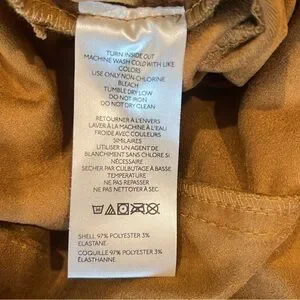 TURN INSIDE OUT
MACHINE WASH COLD WITH LIKE
COLORS
USE ONLY NON-CHLORINE
BLEACH
TUMBLE DRY LOW
DO NOT IRON
DO NOT DRY CLEAN
RETOURNER À L'ENVERS
LAVER À LA MACHINE À L'EAU
FROIDE AVEC COULEURS
SIMILAIRES
UTILISER UN AGENT DE
BLANCHIMENT SANS CHLORE SI
NÉCESSAIRE
SECHER PAR CULBUTAGE À BASSE
TEMPERATURE
NE PAS REPASSER
NE PAS NETTOYER À SEC
SHELL 97% POLYESTER 3%
ELASTANE
COQUILLE 97% POLYESTER 3%
ÉLASTHANNE